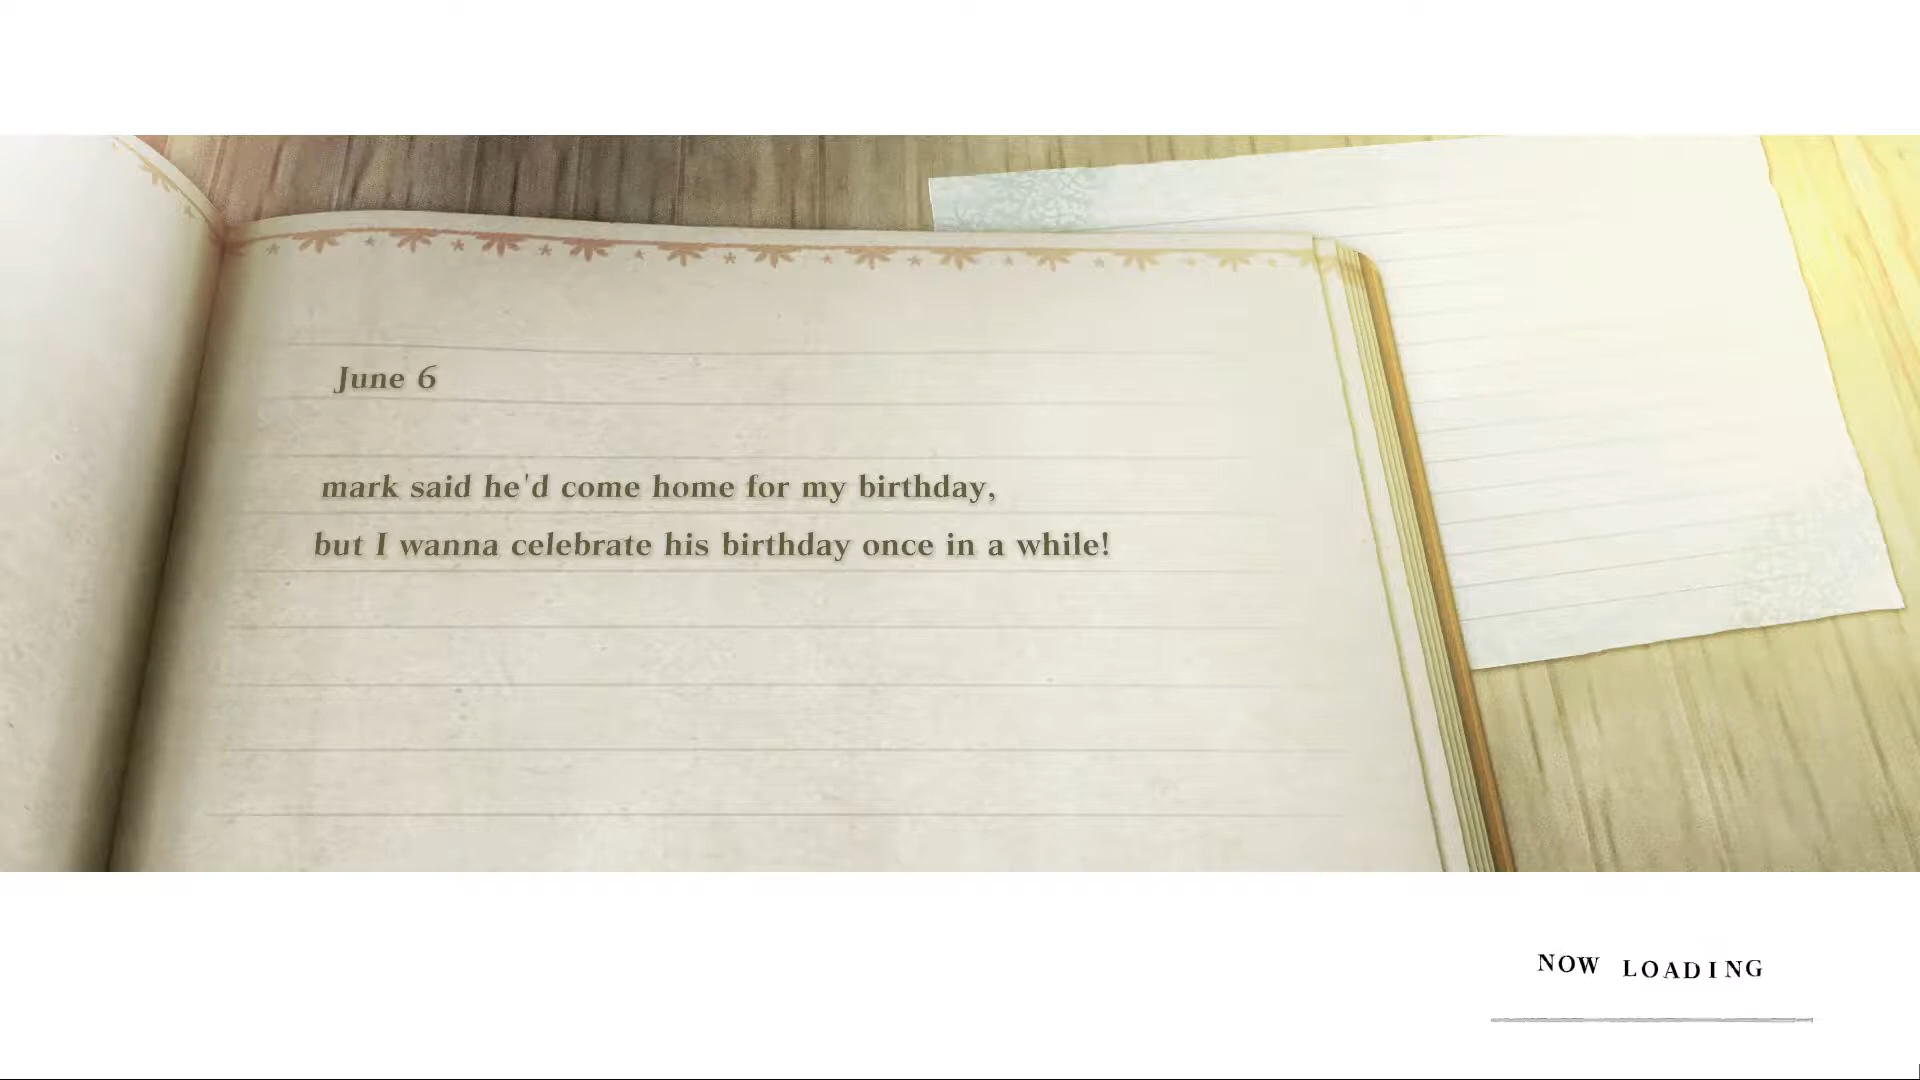 June 6
mark said he'd come home for my birthday,
but I wanna celebrate his birthday once in a while!
NOW LOADING